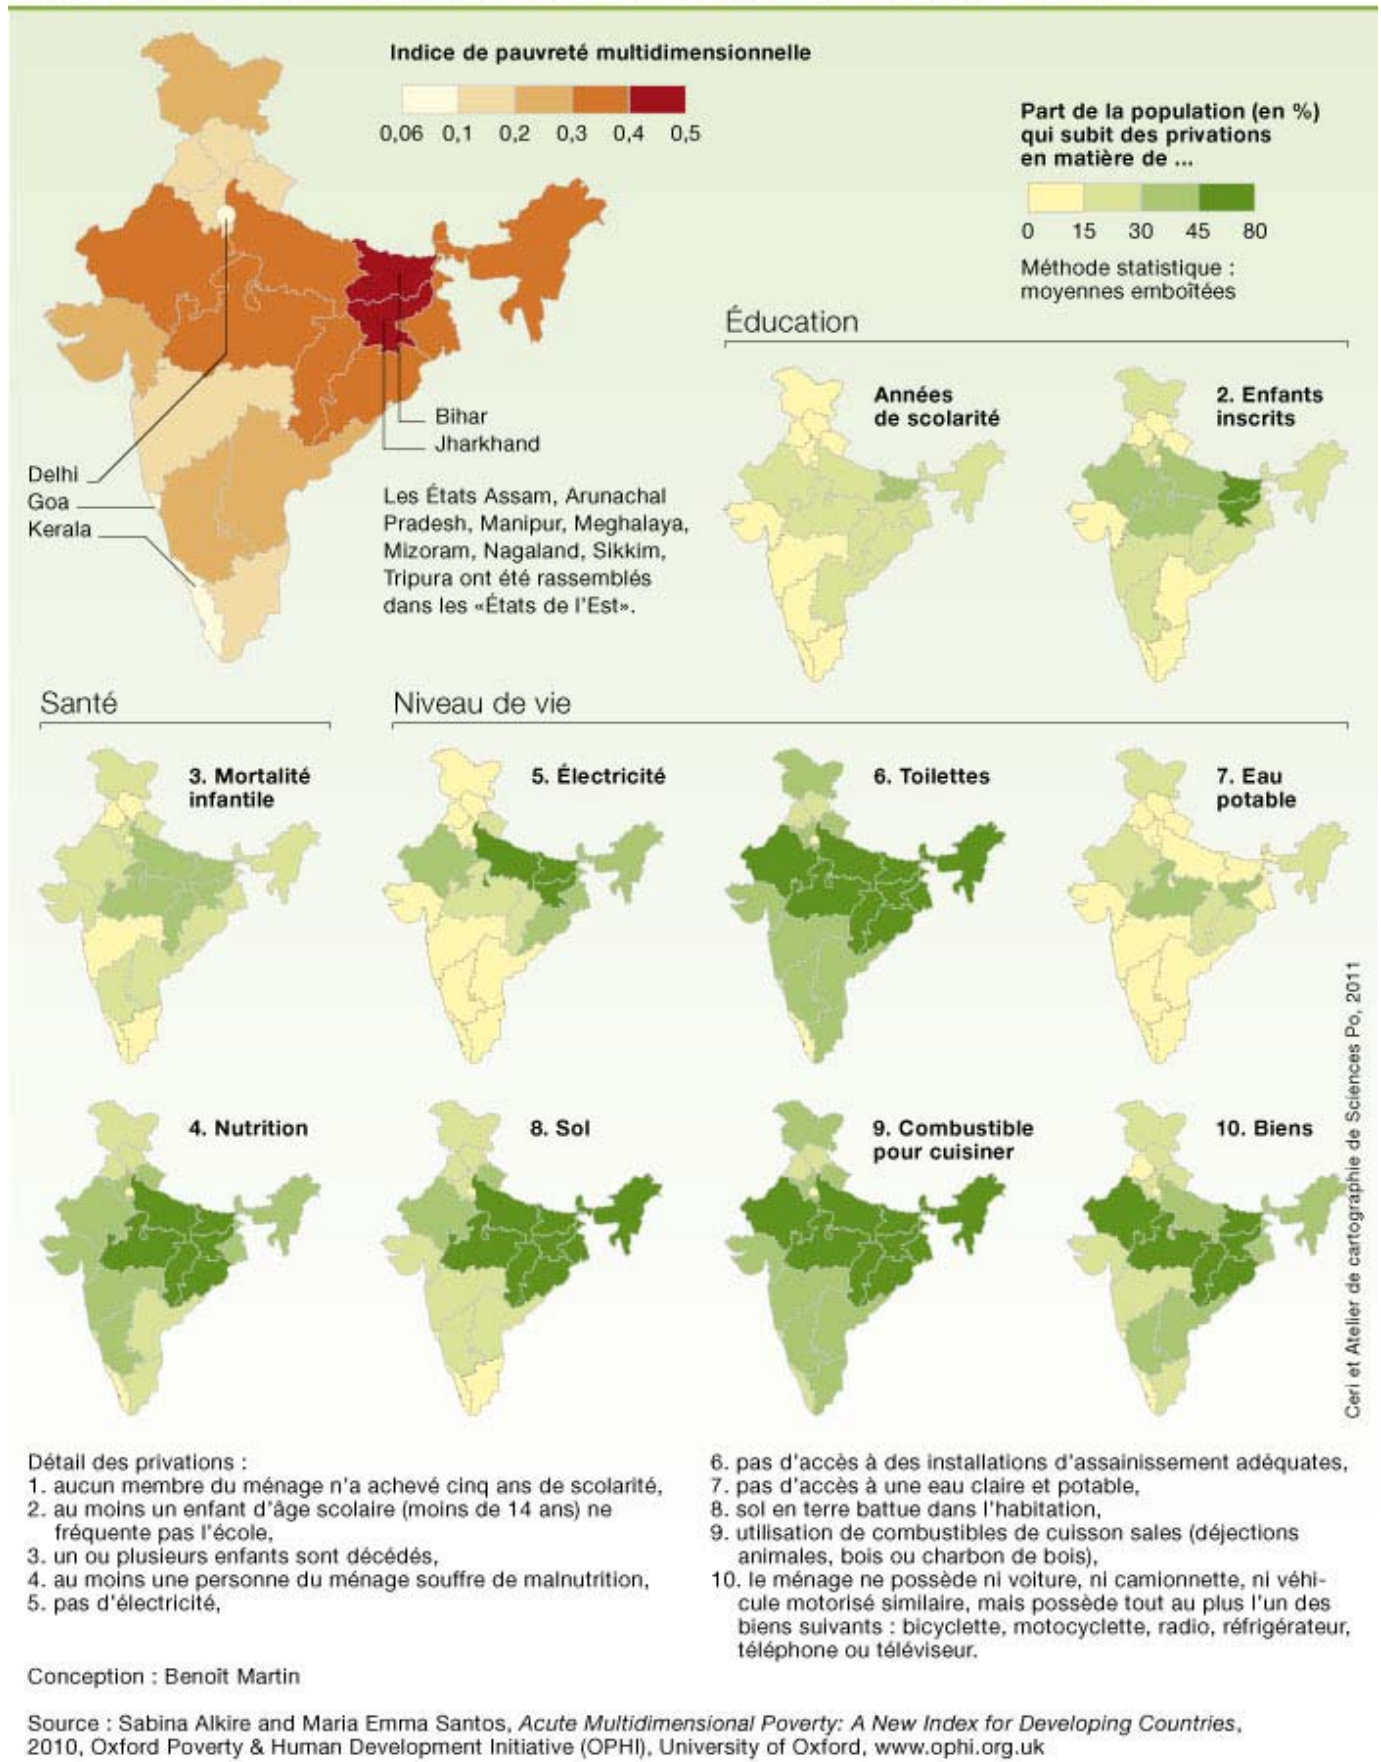 Indice de pauvreté multidimensionnelle
0,06 0,1 0,2 0,3 0,4 0,5
Part de la population (en %)
qui subit des privations
en matière de ...
0 15 30 45 80
Méthode statistique :
moyennes emboîtées
Delhi
Goa
Kerala
Bihar
Jharkhand
Les États Assam, Arunachal
Pradesh, Manipur, Meghalaya,
Mizoram, Nagaland, Sikkim,
Tripura ont été rassemblés
dans les «États de l'Est».
Éducation
Années
de scolarité
2. Enfants
inscrits
Santé
Niveau de vie
3. Mortalité
infantile
5. Électricité
6. Toilettes
7. Eau
potable
4. Nutrition
8. Sol
9. Combustible
pour cuisiner
10. Biens
Ceri et Atelier de cartographie de Sciences Po, 2011
Détail des privations :
1. aucun membre du ménage n'a achevé cinq ans de scolarité,
2. au moins un enfant d'âge scolaire (moins de 14 ans) ne
fréquente pas l'école,
3. un ou plusieurs enfants sont décédés,
4. au moins une personne du ménage souffre de malnutrition,
5. pas d'électricité,
6. pas d'accès à des installations d'assainissement adéquates,
7. pas d'accès à une eau claire et potable,
8. sol en terre battue dans l'habitation,
9. utilisation de combustibles de cuisson sales (déjections
animales, bois ou charbon de bois),
10. le ménage ne possède ni voiture, ni camionnette, ni véhi-
cule motorisé similaire, mais possède tout au plus l'un des
biens suivants : bicyclette, motocyclette, radio, réfrigérateur,
téléphone ou téléviseur.
Conception : Benoît Martin
Source : Sabina Alkire and Maria Emma Santos, Acute Multidimensional Poverty: A New Index for Developing Countries,
2010, Oxford Poverty & Human Development Initiative (OPHI), University of Oxford, www.ophi.org.uk